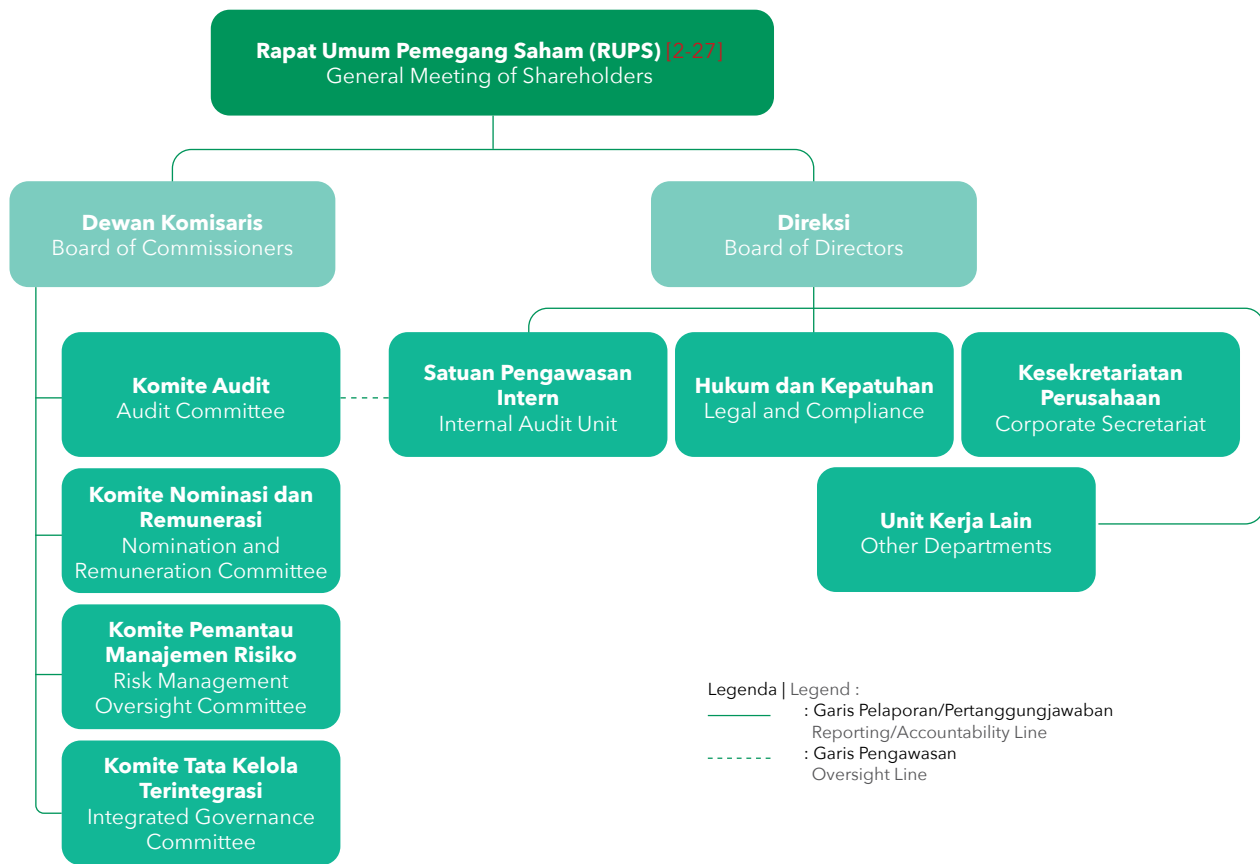 Rapat Umum Pemegang Saham (RUPS) [2-27]
General Meeting of Shareholders
Dewan Komisaris
Board of Commissioners
Direksi
Board of Directors
Komite Audit
Audit Committee
Satuan Pengawasan
Intern
Internal Audit Unit
Hukum dan Kepatuhan
Legal and Compliance
Kesekretariatan
Perusahaan
Corporate Secretariat
Komite Nominasi dan
Remunerasi
Nomination and
Remuneration Committee
Unit Kerja Lain
Other Departments
Komite Pemantau
Manajemen Risiko
Risk Management
Oversight Committee
Komite Tata Kelola
Terintegrasi
Integrated Governance
Committee
Legenda | Legend :
: Garis Pelaporan/Pertanggungjawaban
Reporting/Accountability Line
: Garis Pengawasan
Oversight Line